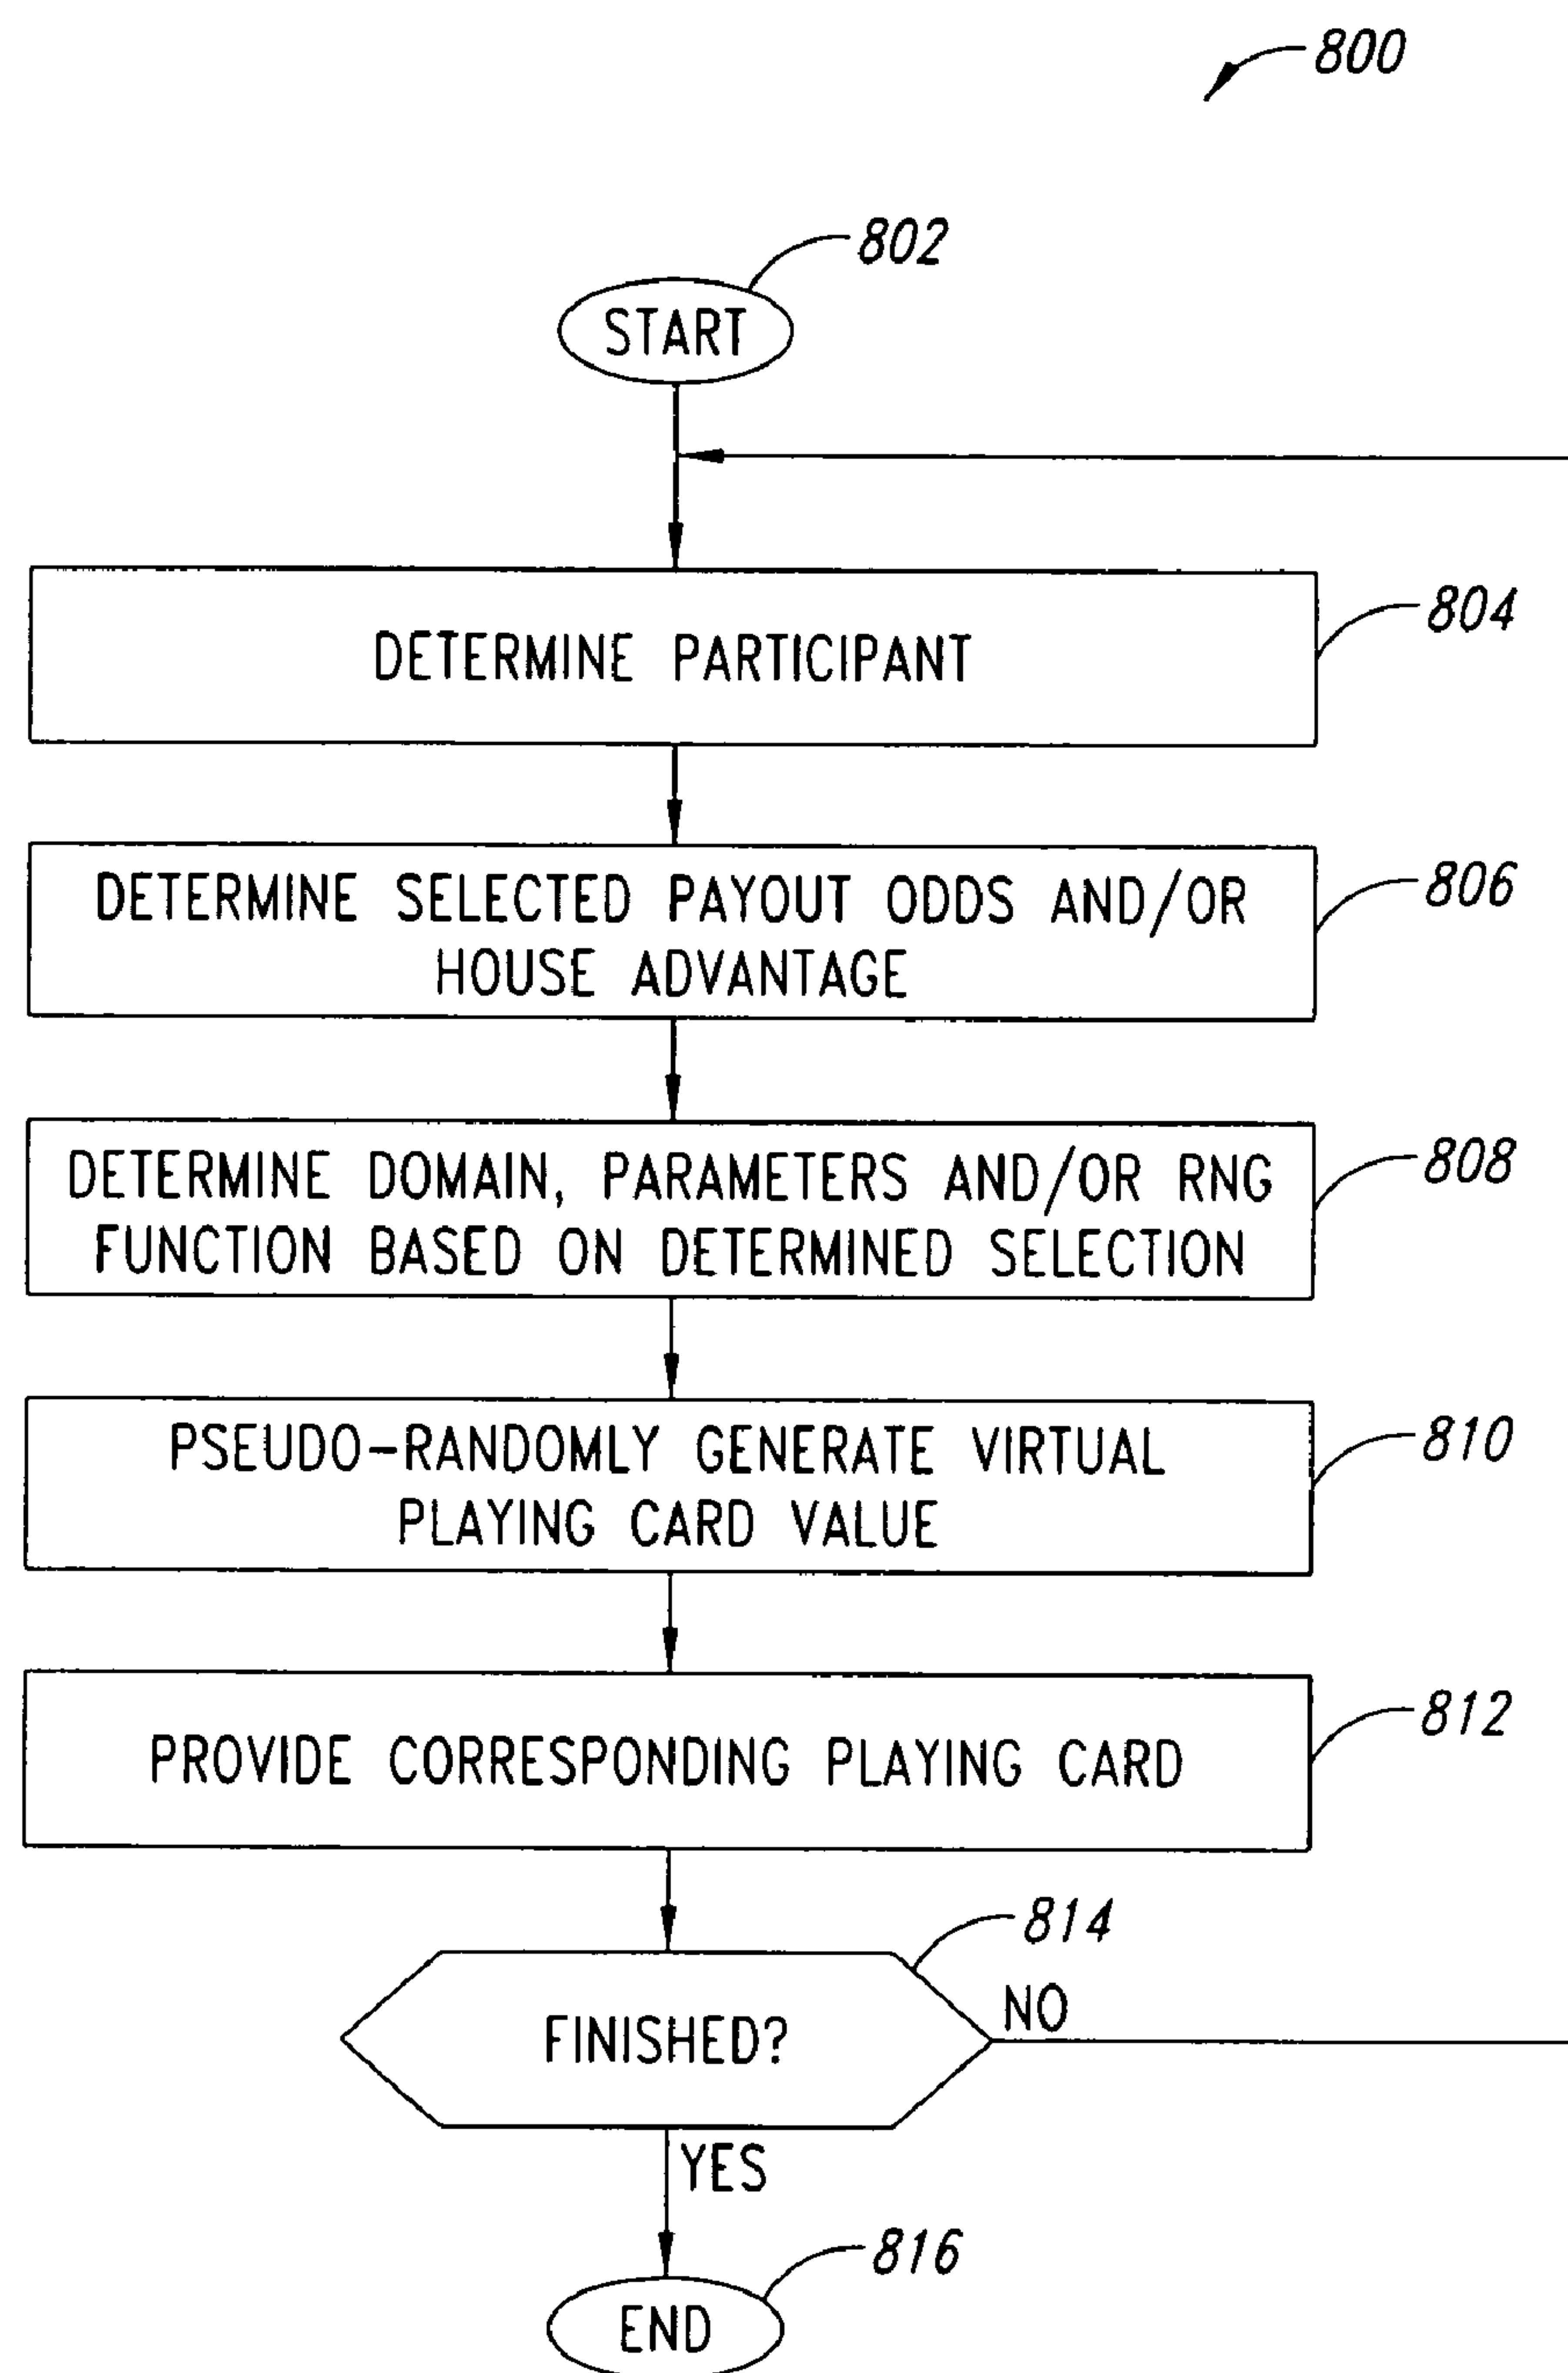 800
802
START
DETERMINE PARTICIPANT
804
DETERMINE SELECTED PAYOUT ODDS AND/OR
HOUSE ADVANTAGE
806
DETERMINE DOMAIN, PARAMETERS AND/OR RNG
FUNCTION BASED ON DETERMINED SELECTION
808
PSEUDO-RANDOMLY GENERATE VIRTUAL
PLAYING CARD VALUE
810
PROVIDE CORRESPONDING PLAYING CARD
812
814
FINISHED?
NO
YES
816
END